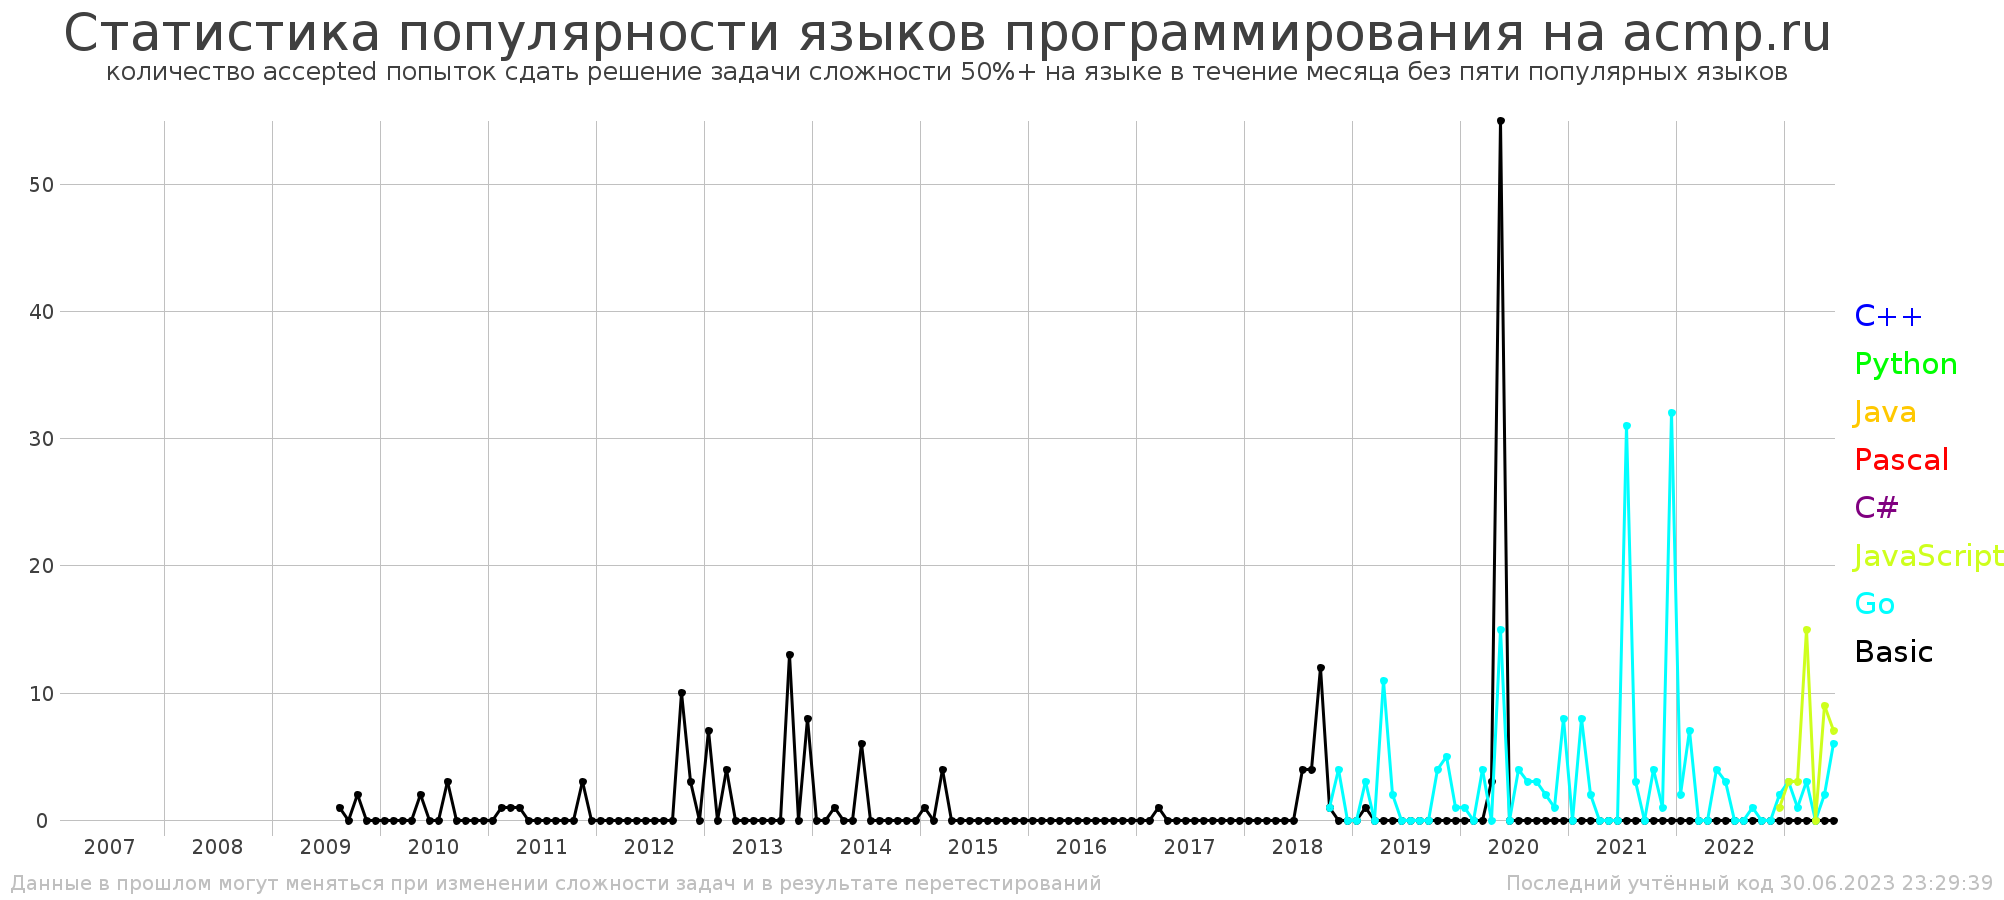 Статистика популярности языков программирования на acmp.ru
количество accepted попыток сдать решение задачи сложности 50%+ на языке в течение месяца без пяти популярных языков
50
40
30
20
10
0
C++
Python
Java
Pascal
C#
JavaScript
Go
Basic
2007 2008 2009 2010 2011 2012 2013 2014 2015 2016 2017 2018 2019 2020 2021 2022
Данные в прошлом могут меняться при изменении сложности задач и в результате перетестирований
Последний учтённый код 30.06.2023 23:29:39